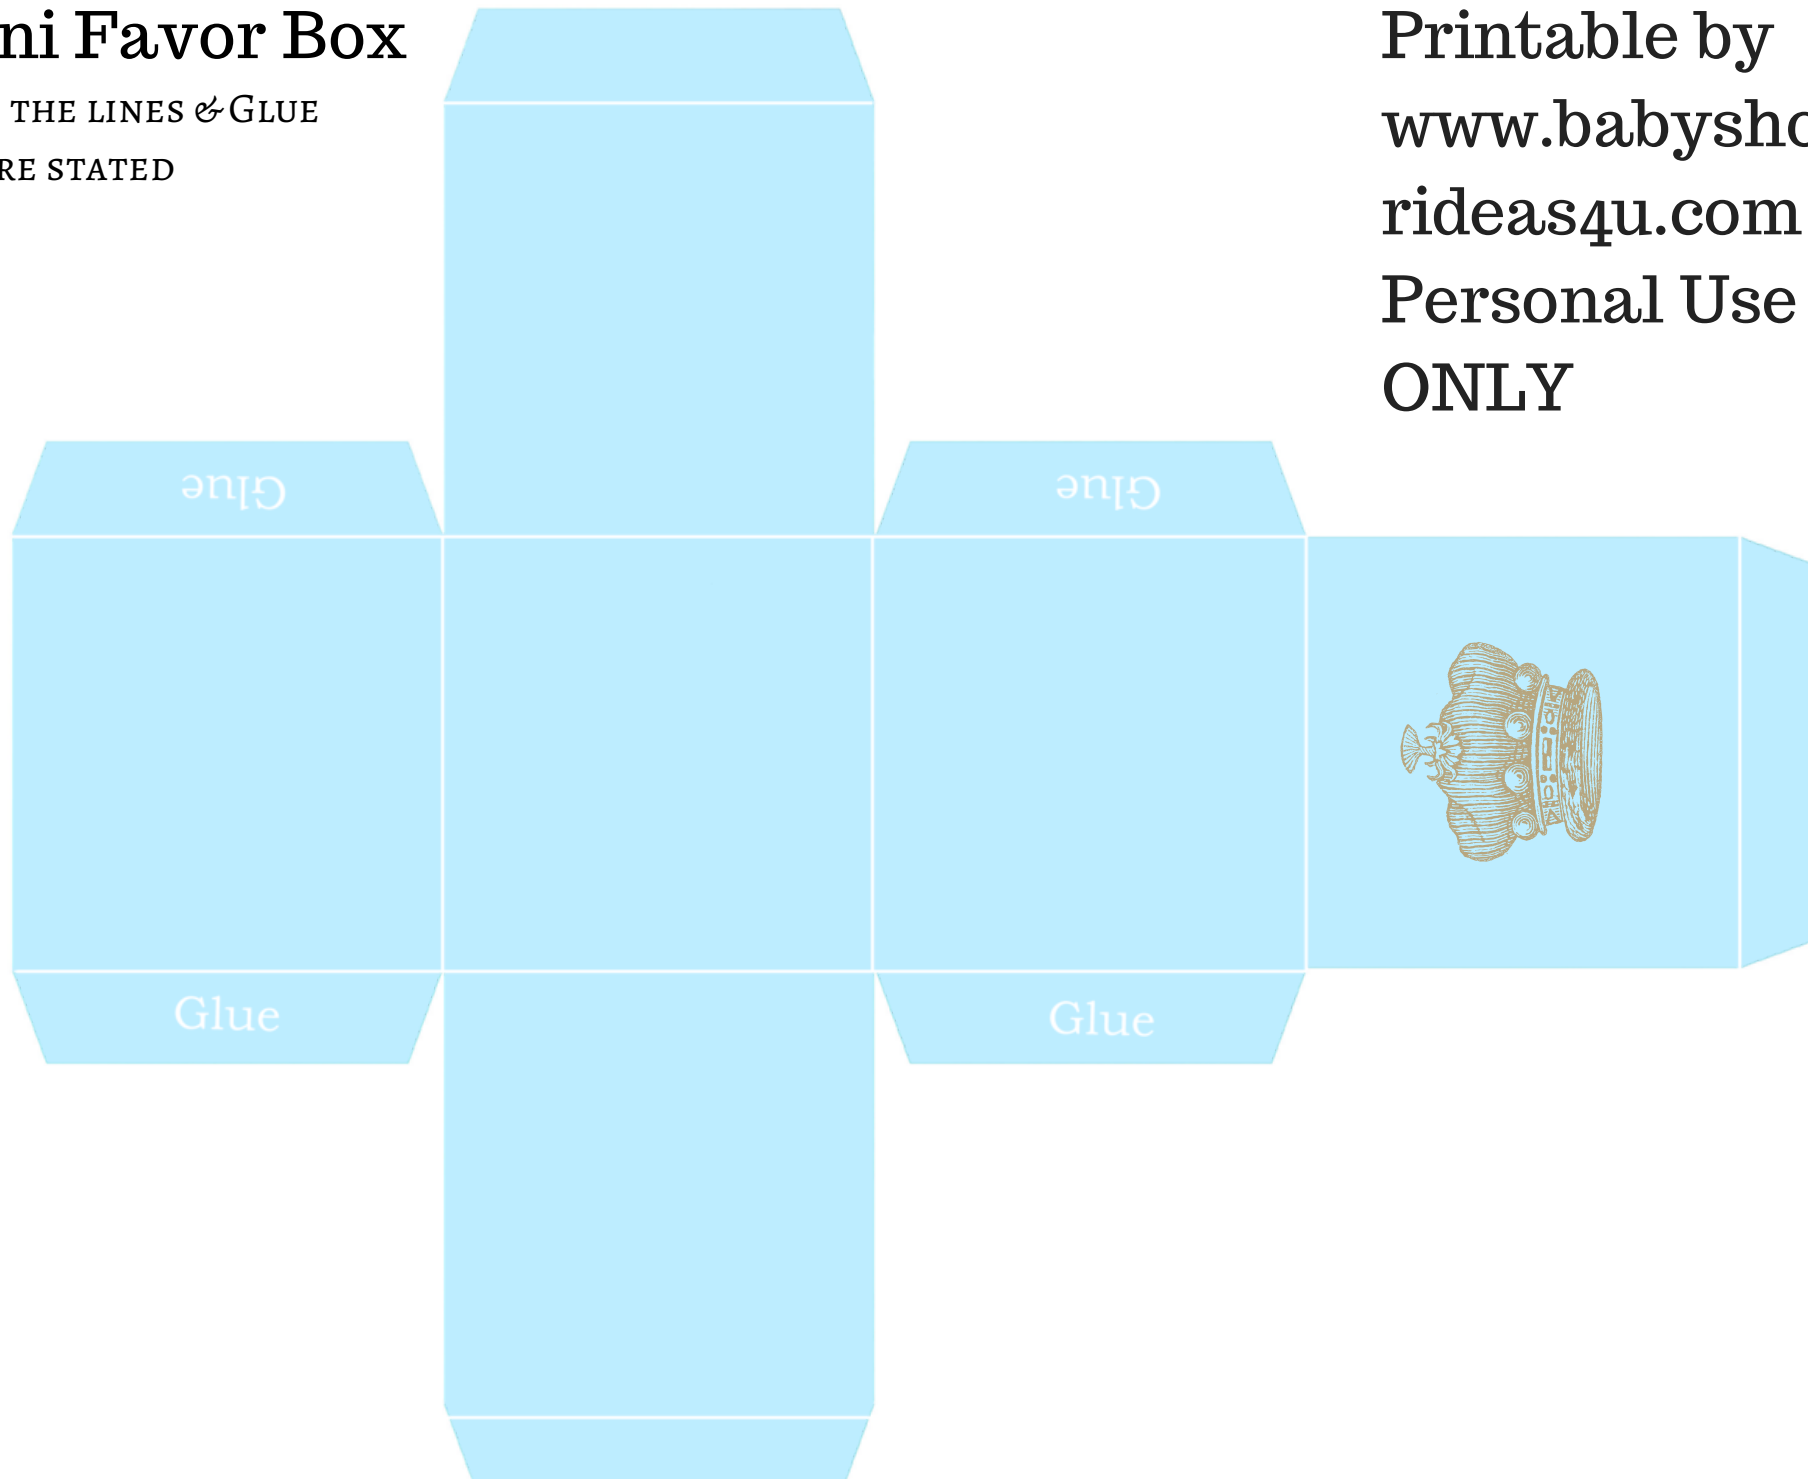 ni Favor Box
THE LINES & GLUE
RE STATED
Printable by
www.babysho
rideas4u.com
Personal Use
ONLY
Glue
Glue
Glue
Glue